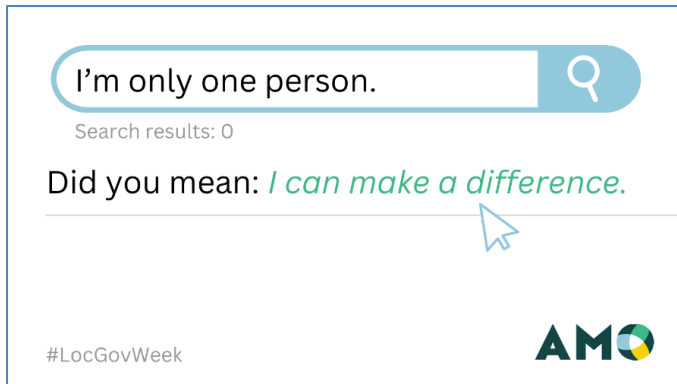 I’m only one person.
Search results: 0
Did you mean: I can make a difference.
#LocGovWeek
AMO